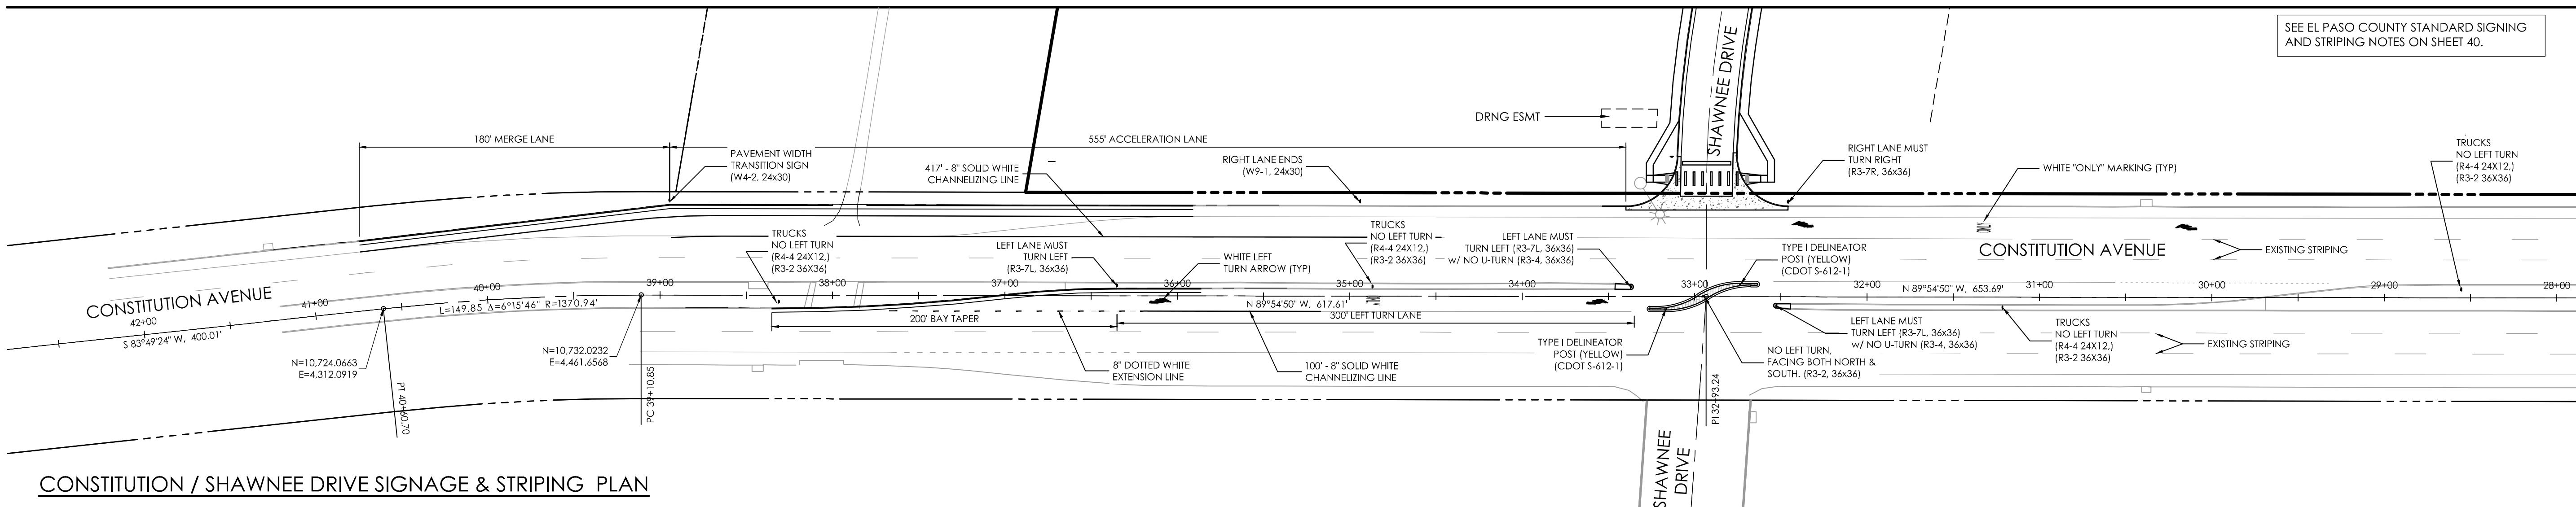 SEE EL PASO COUNTY STANDARD SIGNING
AND STRIPING NOTES ON SHEET 40.
SHAWNEE DRIVE
DRNG ESMT
180' MERGE LANE
555' ACCELERATION LANE
PAVEMENT WIDTH
TRANSITION SIGN
(W4-2, 24x30)
417' - 8" SOLID WHITE
CHANNELIZING LINE
RIGHT LANE ENDS
(W9-1, 24x30)
RIGHT LANE MUST
TURN RIGHT
(R3-7R, 36x36)
WHITE "ONLY" MARKING (TYP)
TRUCKS
NO LEFT TURN
(R4-4 24X12,)
(R3-2 36X36)
TRUCKS
NO LEFT TURN
(R4-4 24X12,)
(R3-2 36X36)
LEFT LANE MUST
TURN LEFT
(R3-7L, 36x36)
WHITE LEFT
TURN ARROW (TYP)
TRUCKS
NO LEFT TURN
(R4-4 24X12,)
(R3-2 36X36)
LEFT LANE MUST
TURN LEFT (R3-7L, 36x36)
w/ NO U-TURN (R3-4, 36x36)
TYPE I DELINEATOR
POST (YELLOW)
(CDOT S-612-1)
CONSTITUTION AVENUE
EXISTING STRIPING
CONSTITUTION AVENUE
42+00
41+00
40+00
39+00
38+00
37+00
36+00
35+00
34+00
33+00
32+00
31+00
30+00
29+00
28+00
S 83°49'24" W, 400.01'
L=149.85' Δ=6°15'46" R=1370.94'
N 89°54'50" W, 617.61'
N 89°54'50" W, 653.69'
200' BAY TAPER
300' LEFT TURN LANE
N=10,724.0663
E=4,312.0919
PT 40+60.70
N=10,732.0232
E=4,461.6568
PC 39+10.85
8" DOTTED WHITE
EXTENSION LINE
100' - 8" SOLID WHITE
CHANNELIZING LINE
TYPE I DELINEATOR
POST (YELLOW)
(CDOT S-612-1)
PI 32+93.24
NO LEFT TURN,
FACING BOTH NORTH &
SOUTH. (R3-2, 36x36)
LEFT LANE MUST
TURN LEFT (R3-7L, 36x36)
w/ NO U-TURN (R3-4, 36x36)
TRUCKS
NO LEFT TURN
(R4-4 24X12,)
(R3-2 36X36)
EXISTING STRIPING
SHAWNEE
DRIVE
CONSTITUTION / SHAWNEE DRIVE SIGNAGE & STRIPING PLAN